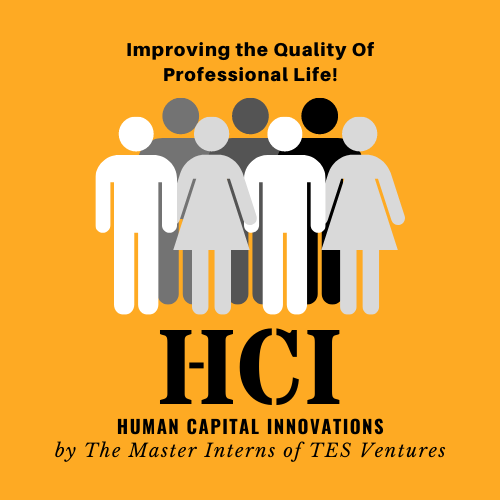 Improving the Quality Of
Professional Life!
HCI
HUMAN CAPITAL INNOVATIONS
by The Master Interns of TES Ventures